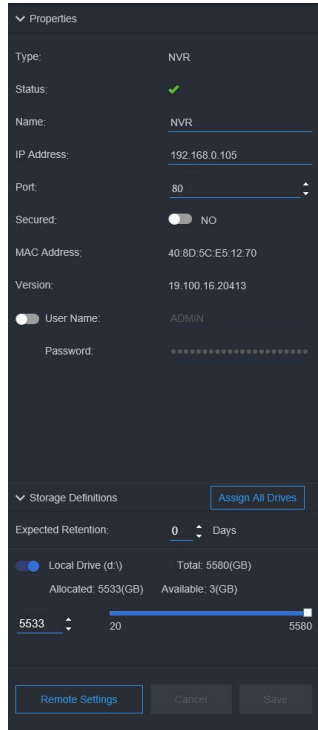 Properties
Type: NVR
Status:
Name: NVR
IP Address: 192.168.0.105
Port: 80
Secured: NO
MAC Address: 40:8D:5C:E5:12:70
Version: 19.100.16.20413
User Name: ADMIN
Password: ••••••••••••••••••••••
Storage Definitions Assign All Drives
Expected Retention: 0 Days
Local Drive (d:\) Total: 5580(GB)
Allocated: 5533(GB) Available: 3(GB)
5533 20 5580
Remote Settings Cancel Save